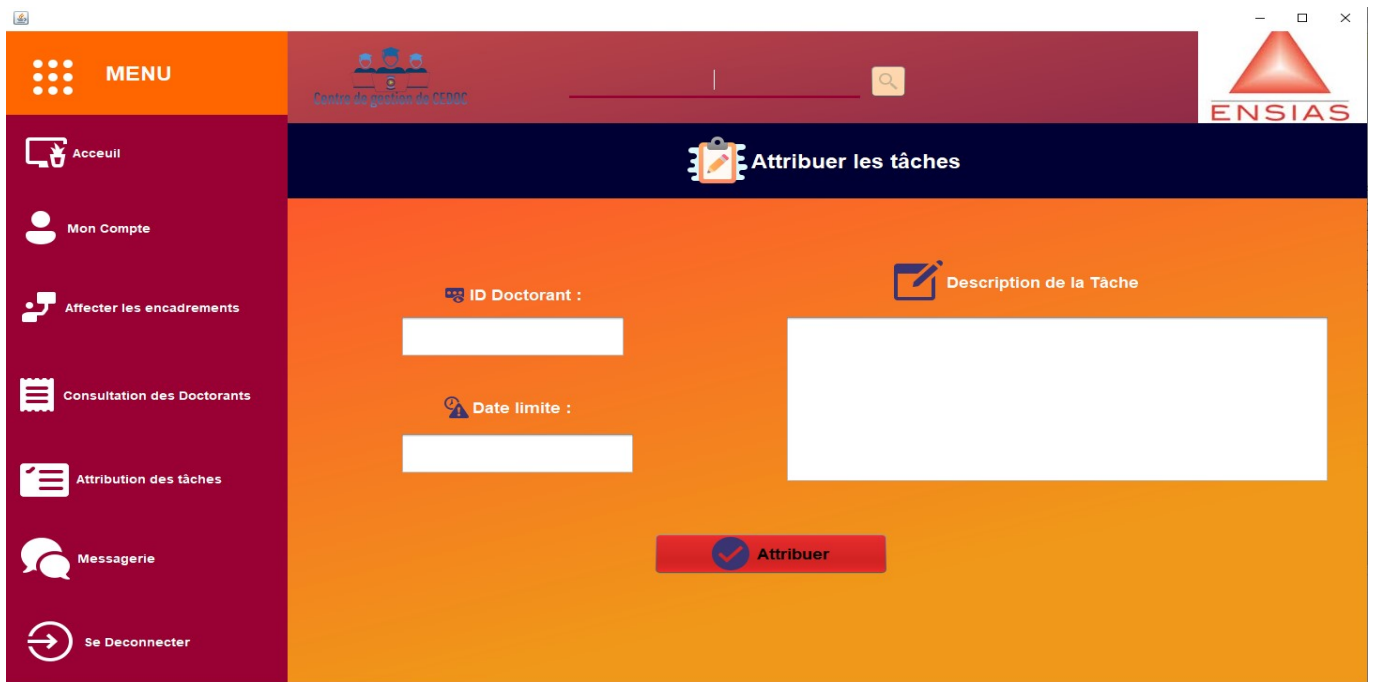 MENU
Centre de gestion de CEDOC
ENSIAS
Attribuer les tâches
Acceuil
Mon Compte
Affecter les encadrements
Consultation des Doctorants
Attribution des tâches
Messagerie
Se Deconnecter
ID Doctorant :
Date limite :
Description de la Tâche
Attribuer